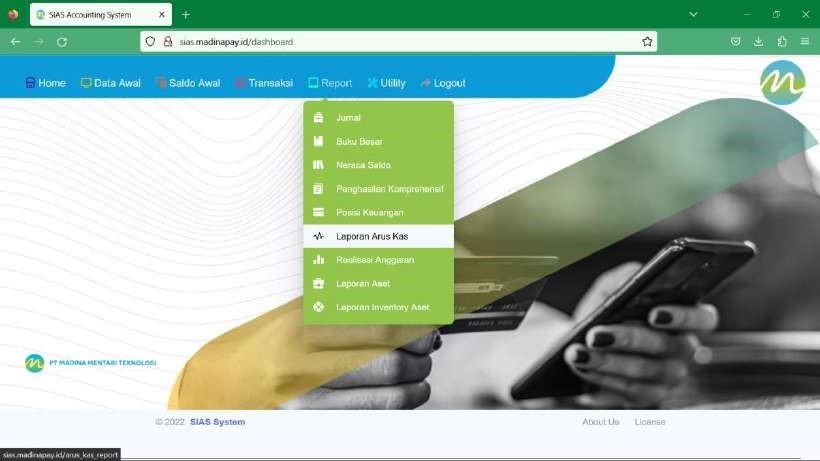 SIAS Accounting System
sias.madinapay.id/dashboard
Home Data Awal Saldo Awal Transaksi Report Utility Logout
Jurnal
Buku Besar
Neraca Saldo
Penghasilan Komprehensif
Posisi Keuangan
Laporan Arus Kas
Realisasi Anggaran
Laporan Aset
Laporan Inventory Aset
PT MADINA MENTARI TEKNOLOGI
© 2022 SIAS System
About Us License
sias.madinapay.id/arus_kas_report